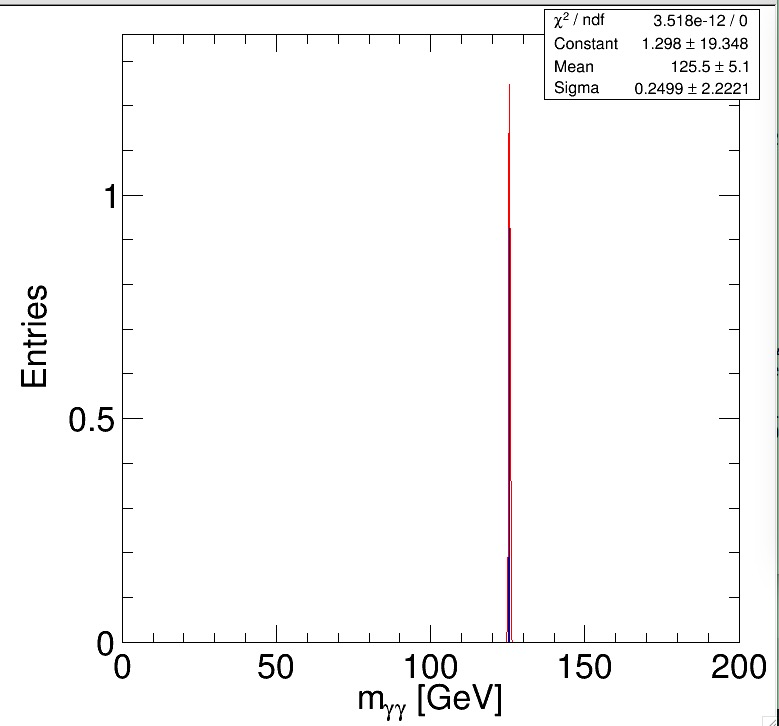 χ² / ndf 3.518e-12 / 0
Constant 1.298 ± 19.348
Mean 125.5 ± 5.1
Sigma 0.2499 ± 2.2221
1
Entries
0.5
0
0 50 100 150 200
mγγ [GeV]